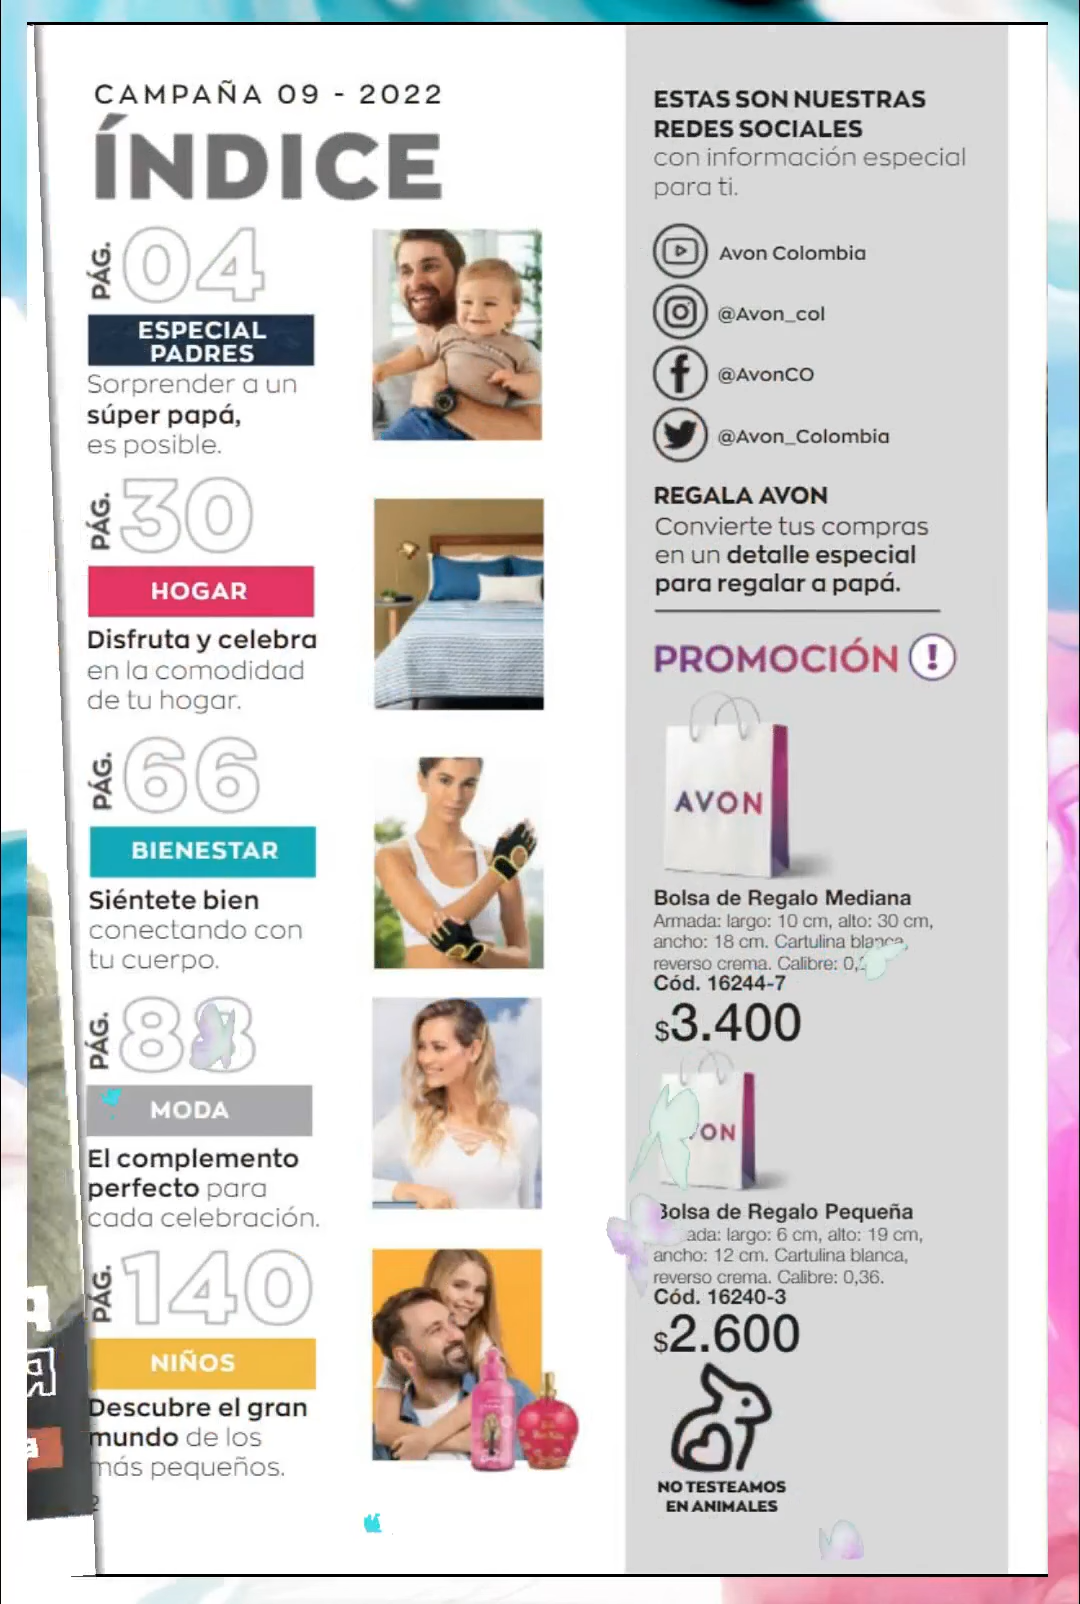 CAMPAÑA 09 - 2022
ÍNDICE
PÁG. 04
ESPECIAL
PADRES
Sorprender a un
súper papá,
es posible.
PÁG. 30
HOGAR
Disfruta y celebra
en la comodidad
de tu hogar.
PÁG. 66
BIENESTAR
Siéntete bien
conectando con
tu cuerpo.
PÁG. 88
MODA
El complemento
perfecto para
cada celebración.
PÁG. 140
NIÑOS
Descubre el gran
mundo de los
más pequeños.
2
ESTAS SON NUESTRAS
REDES SOCIALES
con información especial
para ti.
Avon Colombia
@Avon_col
@AvonCO
@Avon_Colombia
REGALA AVON
Convierte tus compras
en un detalle especial
para regalar a papá.
PROMOCIÓN !
AVON
Bolsa de Regalo Mediana
Armada: largo: 10 cm, alto: 30 cm,
ancho: 18 cm. Cartulina blanca,
reverso crema. Calibre:
Cód. 16244-7
$3.400
VON
Bolsa de Regalo Pequeña
Armada: largo: 6 cm, alto: 19 cm,
ancho: 12 cm. Cartulina blanca,
reverso crema. Calibre: 0,36.
Cód. 16240-3
$2.600
NO TESTEAMOS
EN ANIMALES